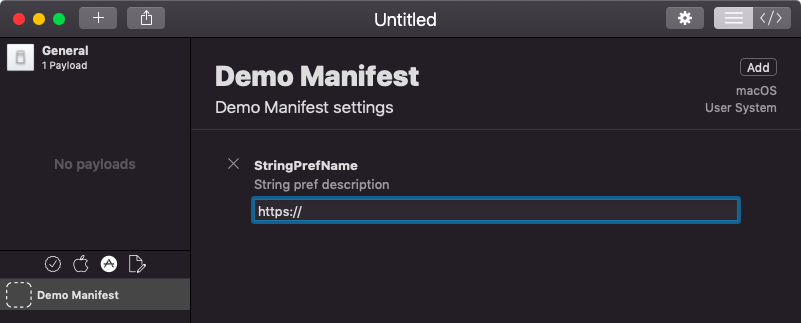 Untitled
General
1 Payload
No payloads
Demo Manifest
Demo Manifest
Demo Manifest settings
Add
macOS
User System
StringPrefName
String pref description
https://